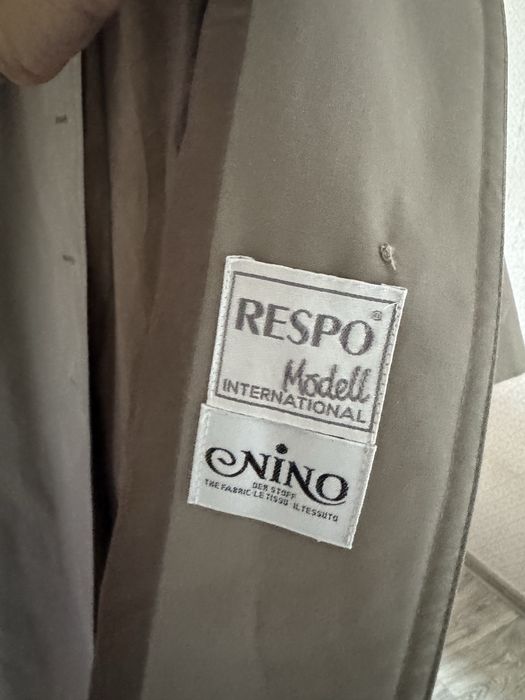 RESPO®
Modell
INTERNATIONAL
NINO
DER STOFF
THE FABRIC·LE TISSU·IL TESSUTO